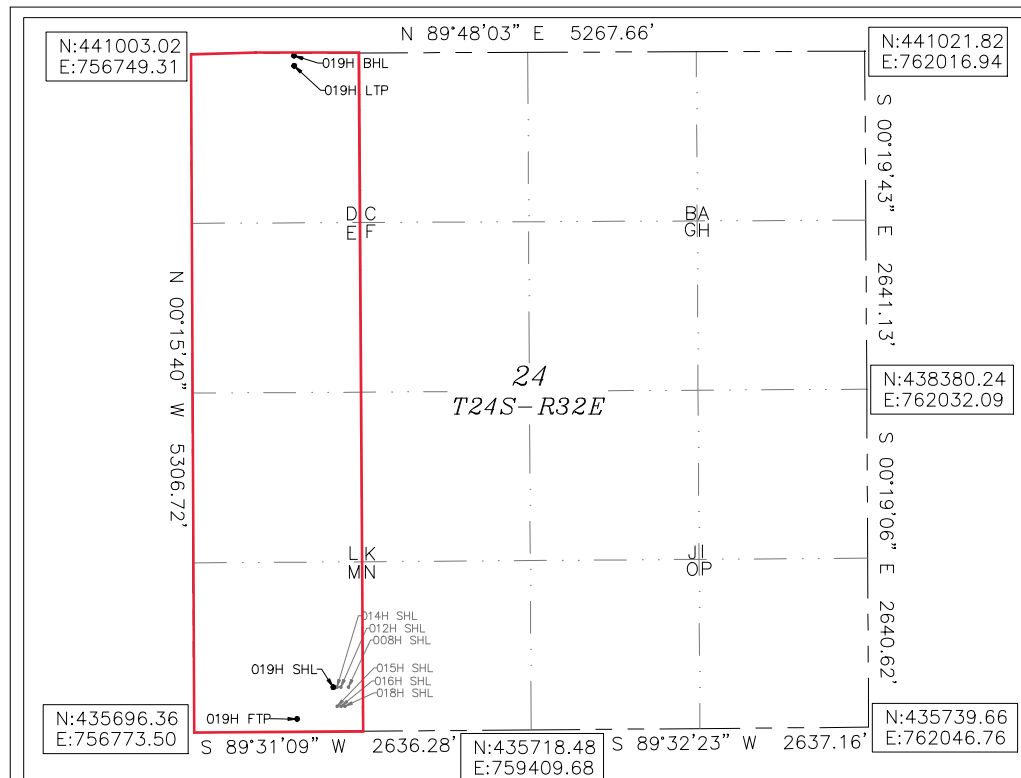 N 89°48'03" E 5267.66'
N:441003.02
E:756749.31
N:441021.82
E:762016.94
019H BHL
019H LTP
S 00°19'43" E 2641.13'
D C
E F
B A
G H
N 00°15'40" W 5306.72'
24
T24S-R32E
N:438380.24
E:762032.09
S 00°19'06" E 2640.62'
L K
M N
J I
O P
014H SHL
012H SHL
008H SHL
019H SHL
015H SHL
016H SHL
018H SHL
019H FTP
N:435696.36
E:756773.50
S 89°31'09" W 2636.28'
N:435718.48
E:759409.68
S 89°32'23" W 2637.16'
N:435739.66
E:762046.76